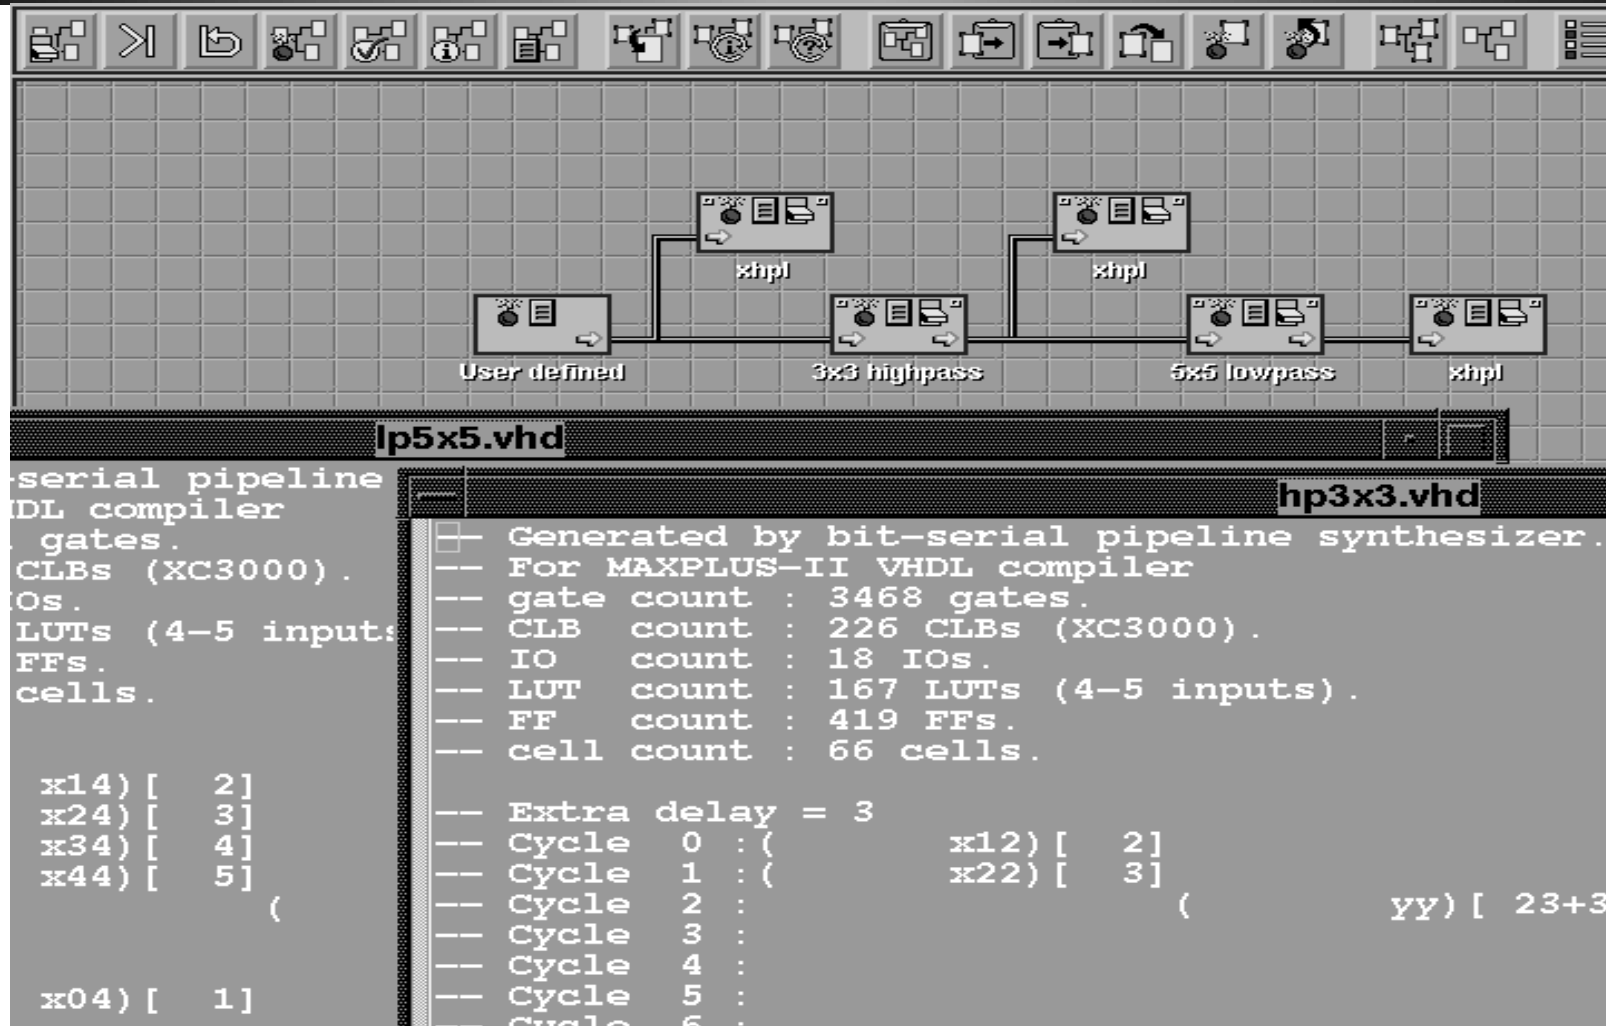 xhpl
xhpl
User defined
3x3 highpass
5x5 lowpass
xhpl
lp5x5.vhd
-serial pipeline
compiler
gates.
CLBs (XC3000).
LUTs (4-5 inputs
FFs.
cells.
x14)[   2]
x24)[   3]
x34)[   4]
x44)[   5]
(
x04)[   1]
hp3x3.vhd
-- Generated by bit-serial pipeline synthesizer.
-- For MAXPLUS-II VHDL compiler
-- gate count : 3468 gates.
-- CLB  count : 226 CLBs (XC3000).
-- IO   count : 18 IOs.
-- LUT  count : 167 LUTs (4-5 inputs).
-- FF   count : 419 FFs.
-- cell count : 66 cells.
-- Extra delay = 3
-- Cycle  0 :(       x12)[   2]
-- Cycle  1 :(       x22)[   3]
-- Cycle  2 :                 (        yy)[ 23+3
-- Cycle  3 :
-- Cycle  4 :
-- Cycle  5 :
-- Cycle  6 :